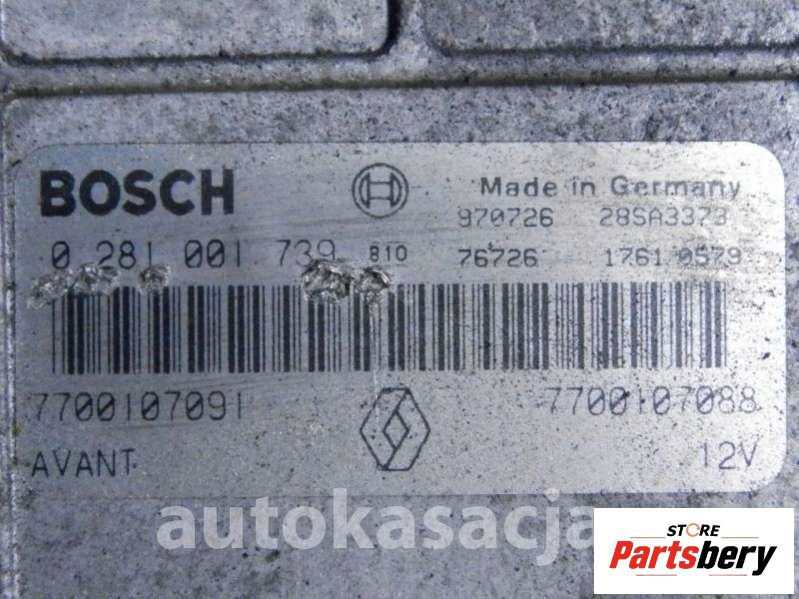 BOSCH
Made in Germany
970726 28SA3373
0 281 001 739 810 76726 1761 0579
7700107091 7700107088
AVANT 12V
autokasacja
STORE
Partsbery